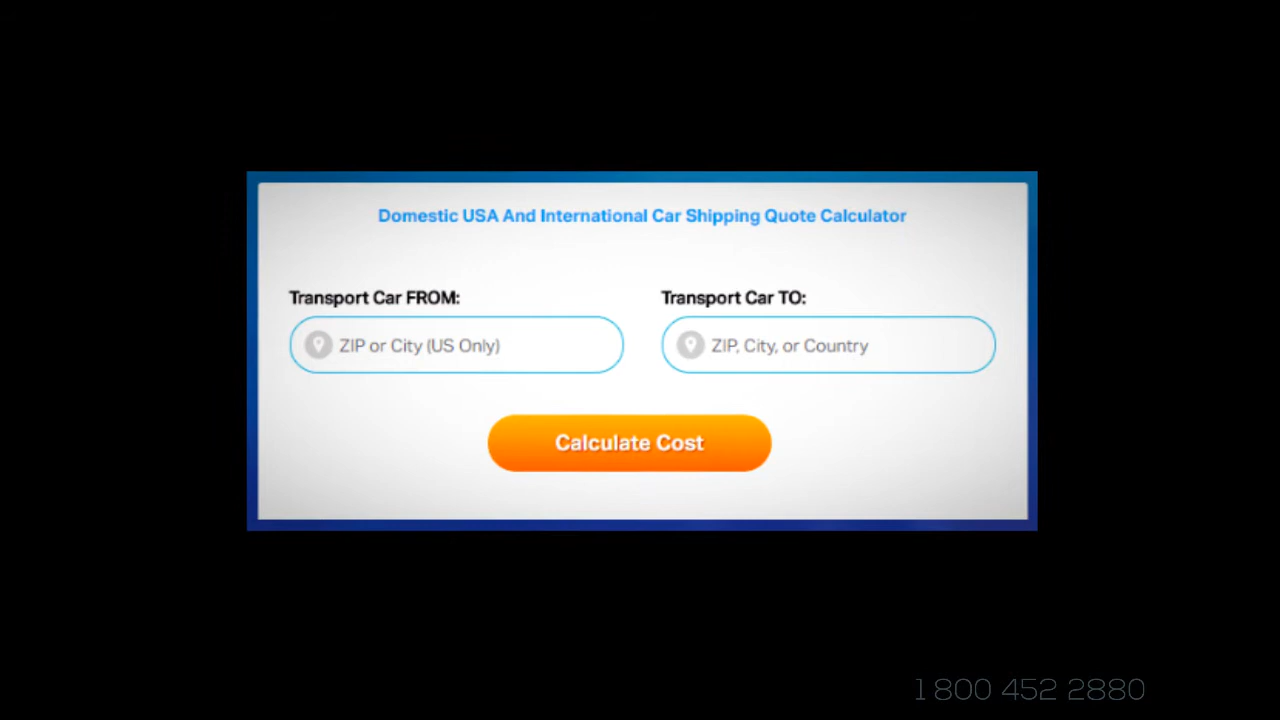 Domestic USA And International Car Shipping Quote Calculator
Transport Car FROM:
Transport Car TO:
ZIP or City (US Only)
ZIP, City, or Country
Calculate Cost
1 800 452 2880